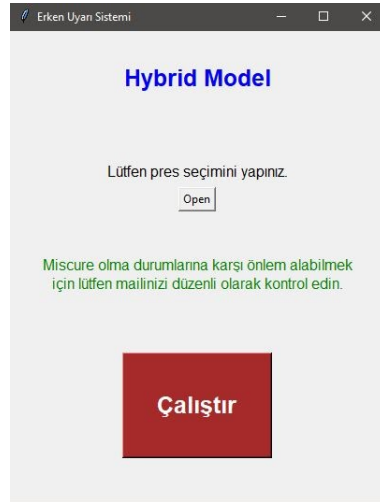 Erken Uyarı Sistemi
Hybrid Model
Lütfen pres seçimini yapınız.
Open
Miscure olma durumlarına karşı önlem alabilmek
için lütfen mailinizi düzenli olarak kontrol edin.
Çalıştır